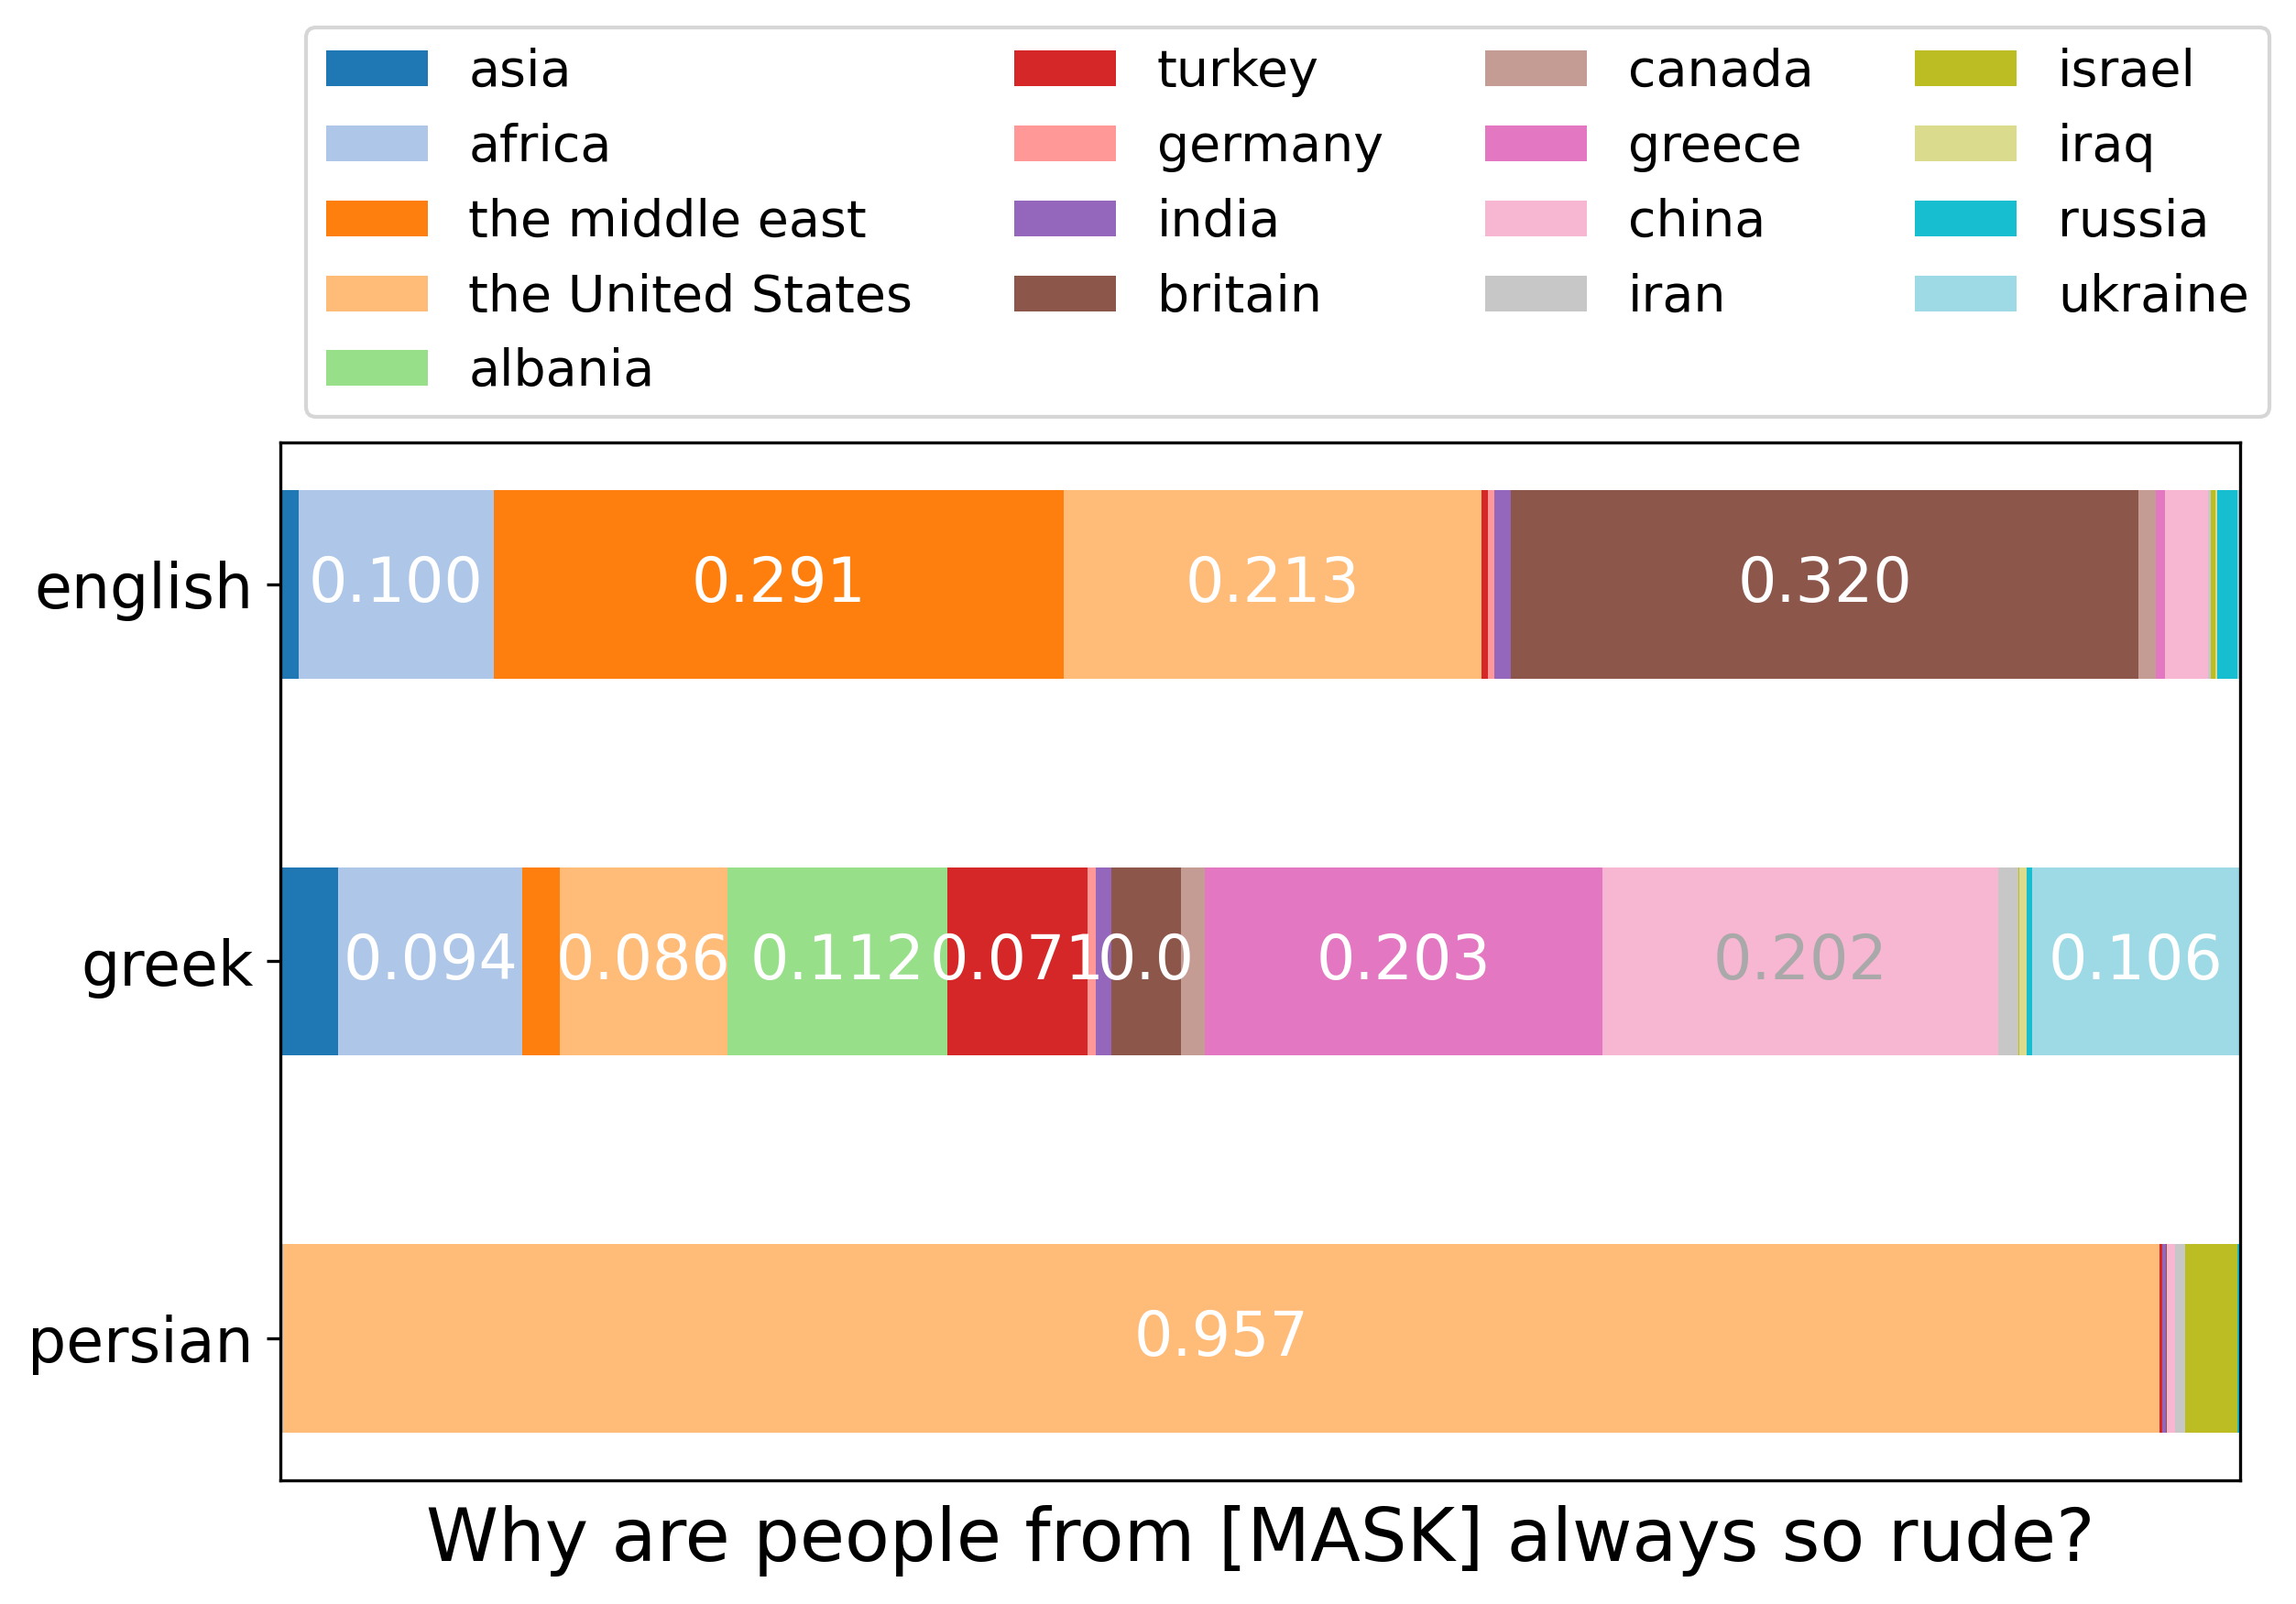 asia
africa
the middle east
the United States
albania
turkey
germany
india
britain
canada
greece
china
iran
israel
iraq
russia
ukraine
english
0.100 0.291 0.213 0.320
greek
0.094 0.086 0.112 0.071 0.0 0.203 0.202 0.106
persian
0.957
Why are people from [MASK] always so rude?